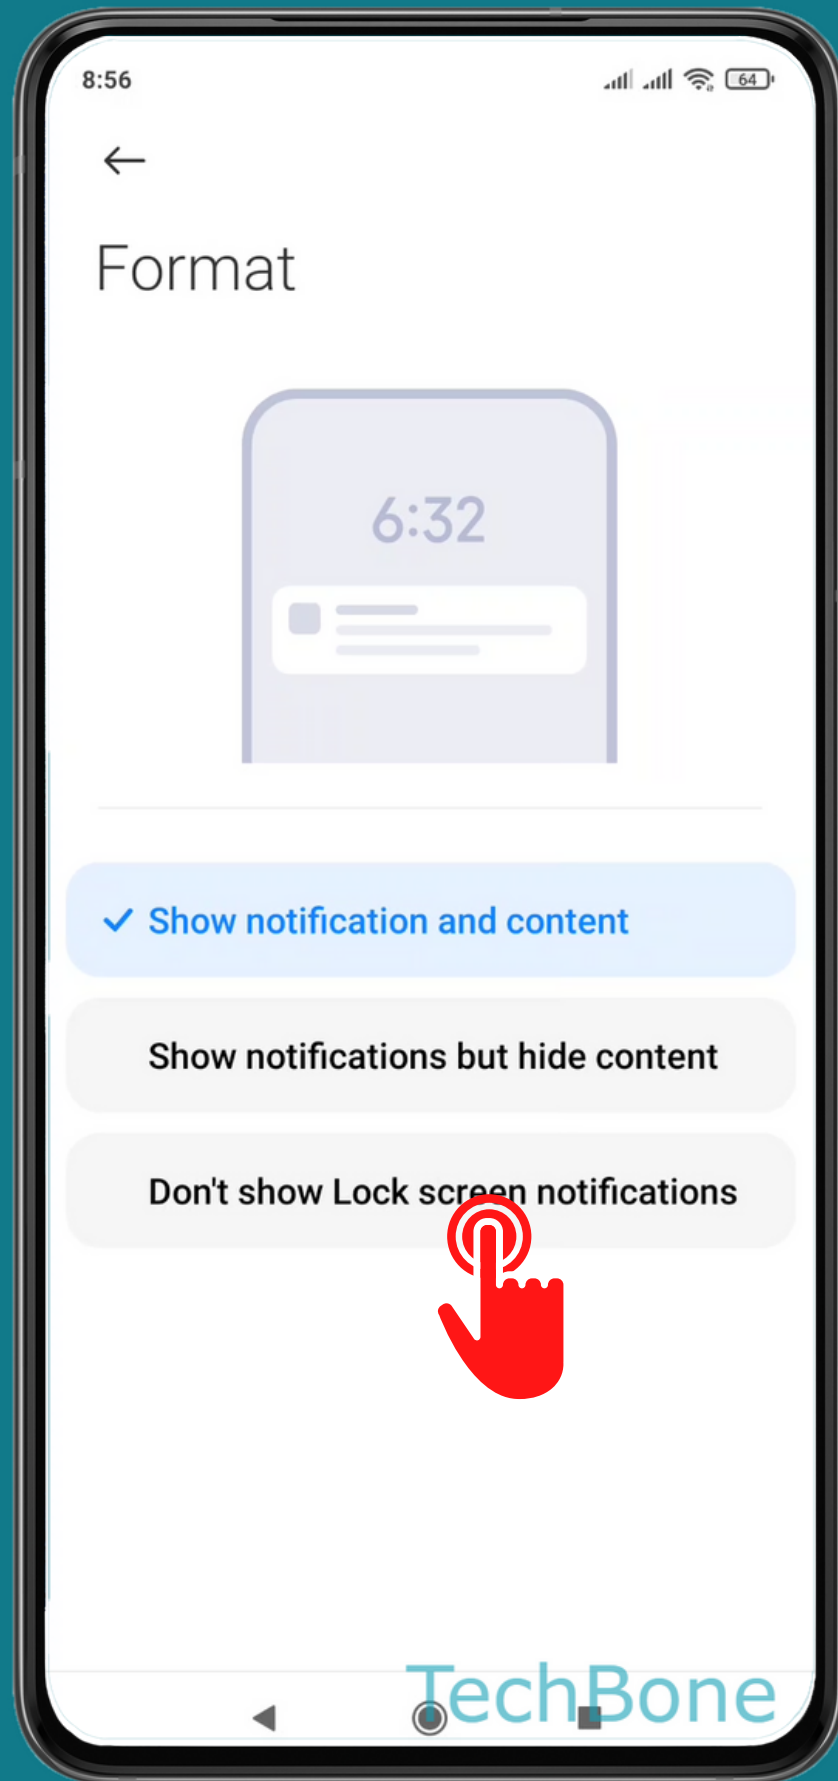 8:56
64
Format
6:32
Show notification and content
Show notifications but hide content
Don't show Lock screen notifications
TechBone